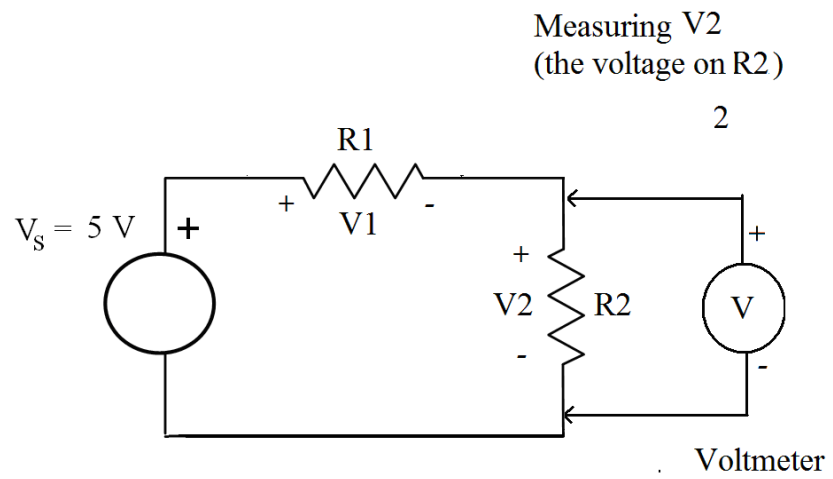 Measuring V2
(the voltage on R2)
2
R1
+ V1 -
Vs = 5 V +
+
V2
-
R2
+
V
-
Voltmeter
.